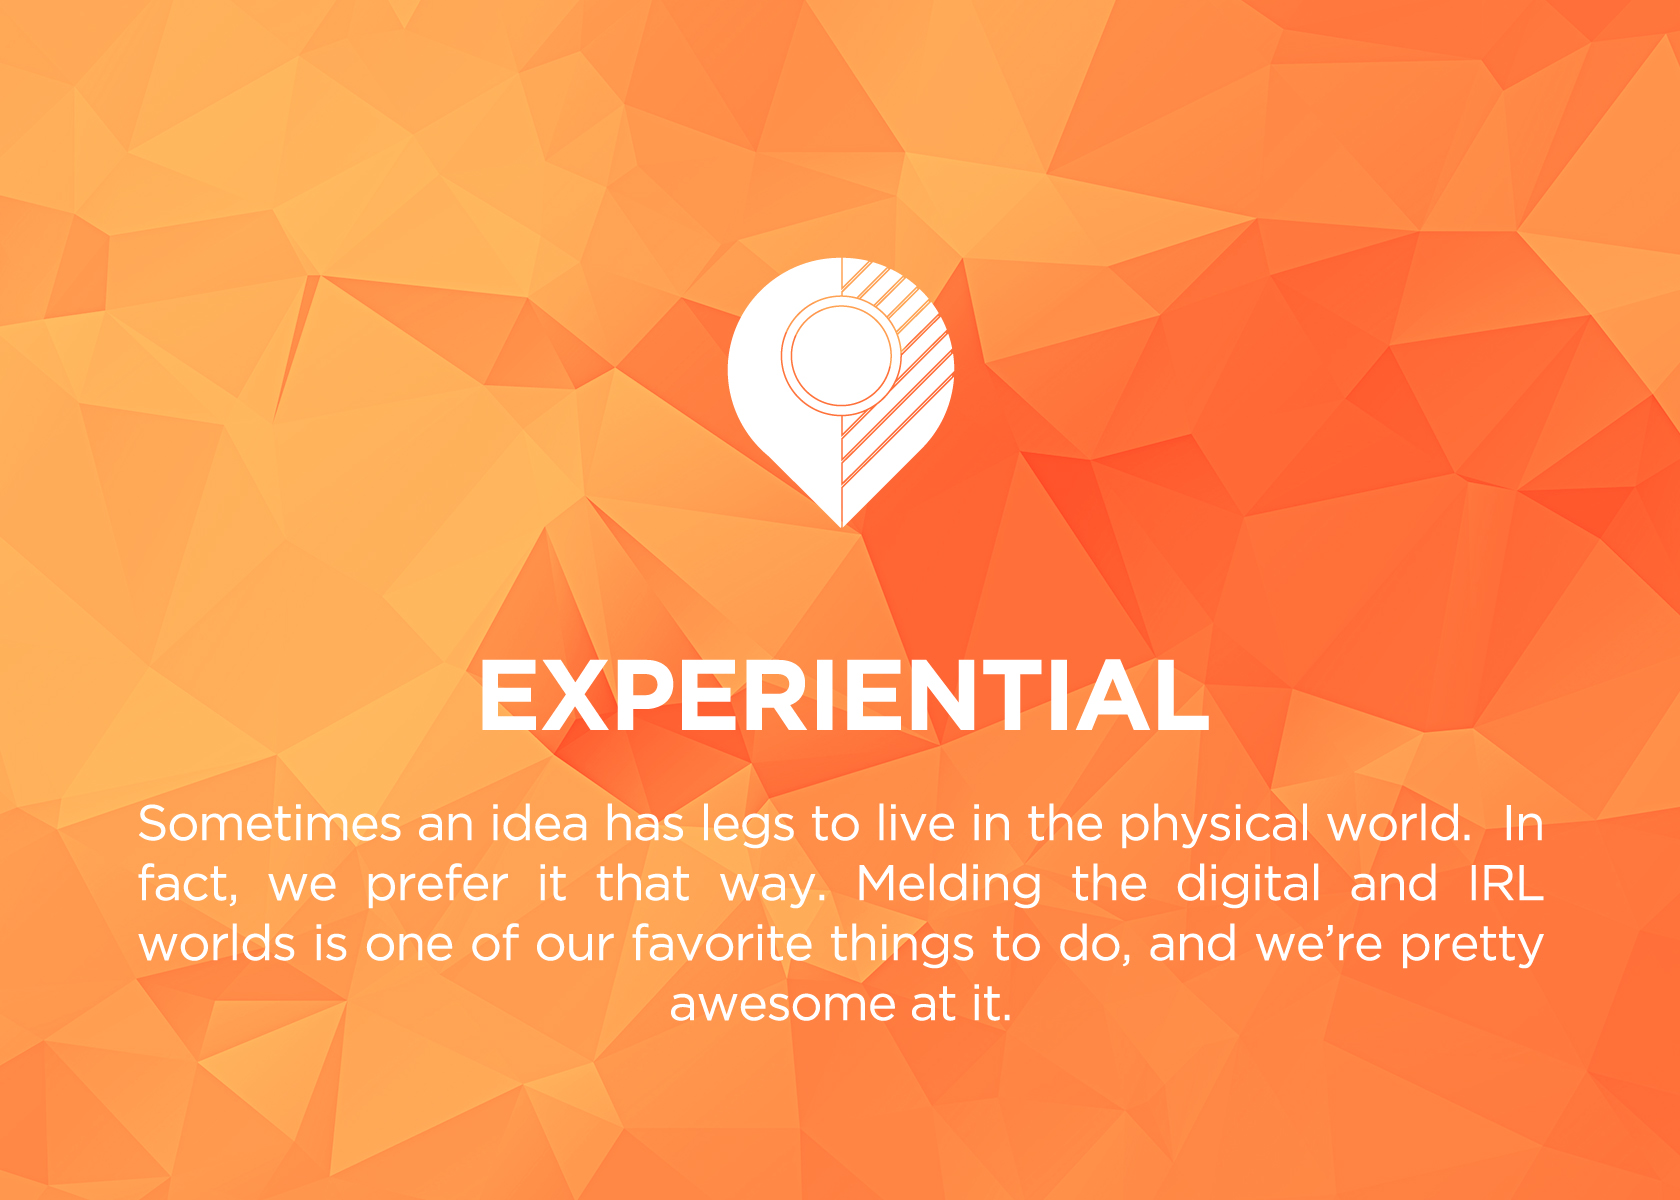 EXPERIENTIAL
Sometimes an idea has legs to live in the physical world.  In
fact, we prefer it that way. Melding the digital and IRL
worlds is one of our favorite things to do, and we’re pretty
awesome at it.